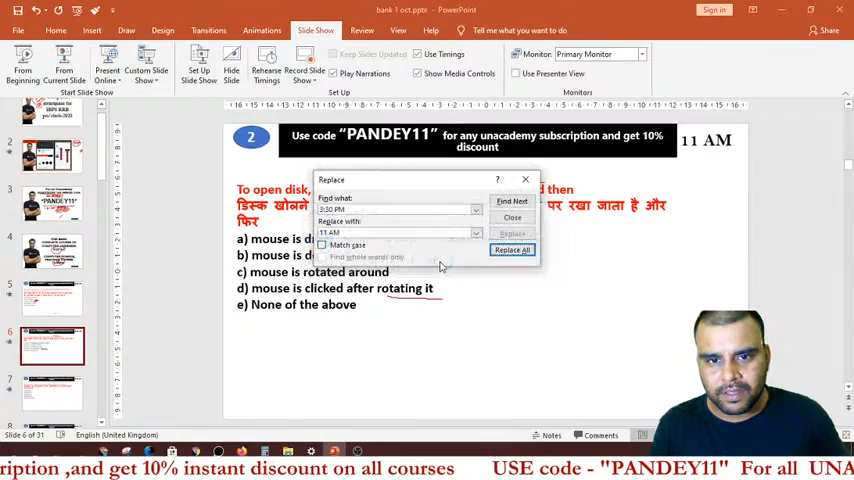 bank 1 oct.pptx - PowerPoint
Sign in
File Home Insert Draw Design Transitions Animations Slide Show Review View Help Tell me what you want to do Share
From Beginning
From Current Slide
Present Online
Custom Slide Show
Set Up Slide Show
Hide Slide
Rehearse Timings
Record Slide Show
Keep Slides Updated
Play Narrations
Use Timings
Show Media Controls
Monitor: Primary Monitor
Use Presenter View
Start Slide Show
Set Up
Monitors
2
Use code “PANDEY11” for any unacademy subscription and get 10% discount
11 AM
To open disk,
d then
डिस्क खोलने
पर रखा जाता है और
फिर
a) mouse is d
b) mouse is d
c) mouse is rotated around
d) mouse is clicked after rotating it
e) None of the above
Replace
?
Find what:
3:30 PM
Replace with:
11 AM
Match case
Find whole words only
Find Next
Close
Replace
Replace All
2
3
4
5
6
7
Slide 6 of 31
English (United Kingdom)
Notes
Comments
ription ,and get 10% instant discount on all courses USE code - "PANDEY11" For all UNA